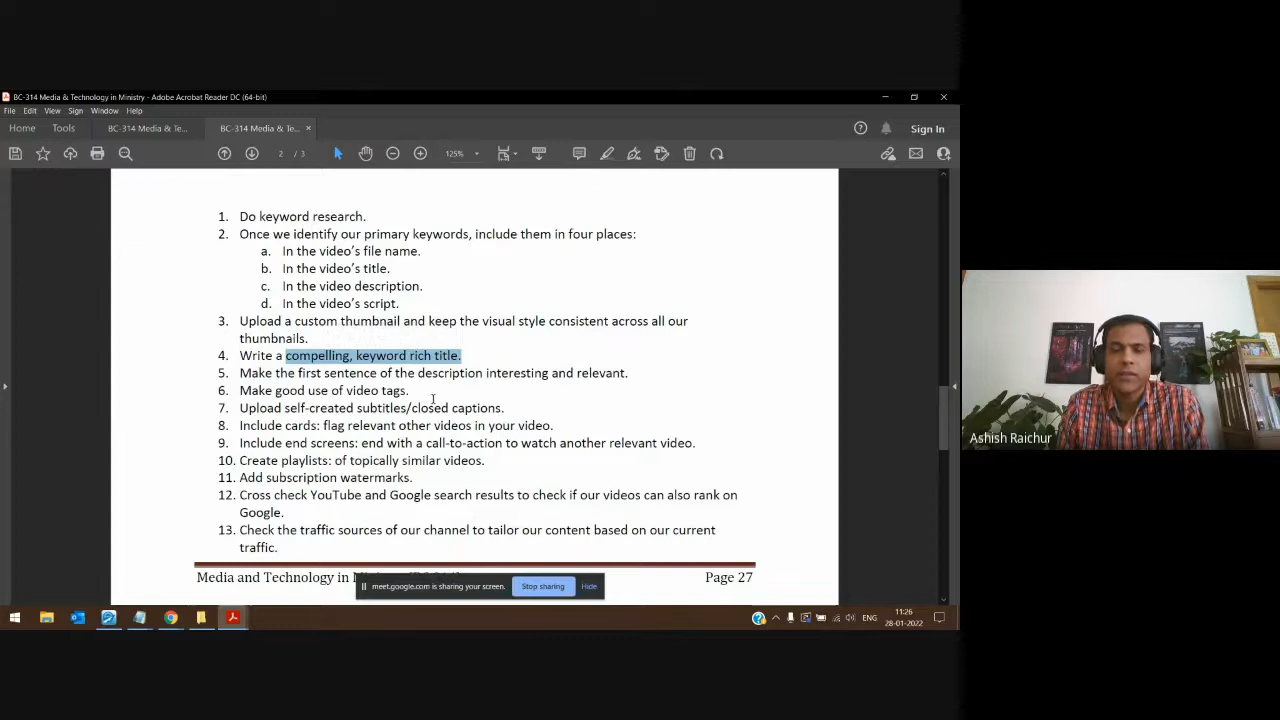 BC-314 Media & Technology in Ministry - Adobe Acrobat Reader DC (64-bit)
File Edit View Sign Window Help
Home Tools BC-314 Media & Te... BC-314 Media & Te... ×
Sign In
2 / 3 125%
1. Do keyword research.
2. Once we identify our primary keywords, include them in four places:
a. In the video's file name.
b. In the video's title.
c. In the video description.
d. In the video's script.
3. Upload a custom thumbnail and keep the visual style consistent across all our
thumbnails.
4. Write a compelling, keyword rich title.
5. Make the first sentence of the description interesting and relevant.
6. Make good use of video tags.
7. Upload self-created subtitles/closed captions.
8. Include cards: flag relevant other videos in your video.
9. Include end screens: end with a call-to-action to watch another relevant video.
10. Create playlists: of topically similar videos.
11. Add subscription watermarks.
12. Cross check YouTube and Google search results to check if our videos can also rank on
Google.
13. Check the traffic sources of our channel to tailor our content based on our current
traffic.
Media and Technology in M Page 27
meet.google.com is sharing your screen. Stop sharing Hide
ENG
11:26
28-01-2022
Ashish Raichur